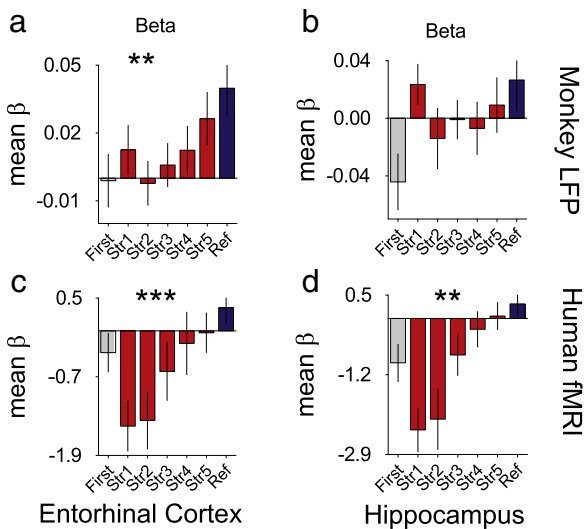 a
Beta
**
mean β
0.05
0.02
-0.01
First
Str1
Str2
Str3
Str4
Str5
Ref
b
Beta
mean β
0.04
0.00
-0.04
First
Str1
Str2
Str3
Str4
Str5
Ref
Monkey LFP
c
***
mean β
0.5
-0.7
-1.9
First
Str1
Str2
Str3
Str4
Str5
Ref
Entorhinal Cortex
d
**
mean β
0.5
-1.2
-2.9
First
Str1
Str2
Str3
Str4
Str5
Ref
Hippocampus
Human fMRI